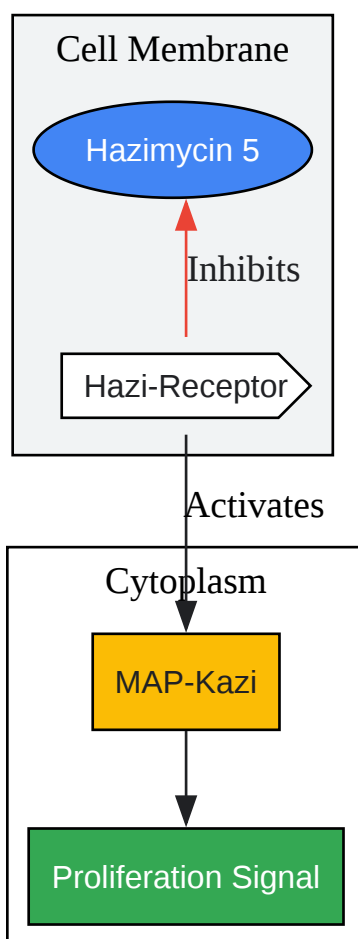 Cell Membrane
Hazimycin 5
Inhibits
Hazi-Receptor
Activates
Cytoplasm
MAP-Kazi
Proliferation Signal